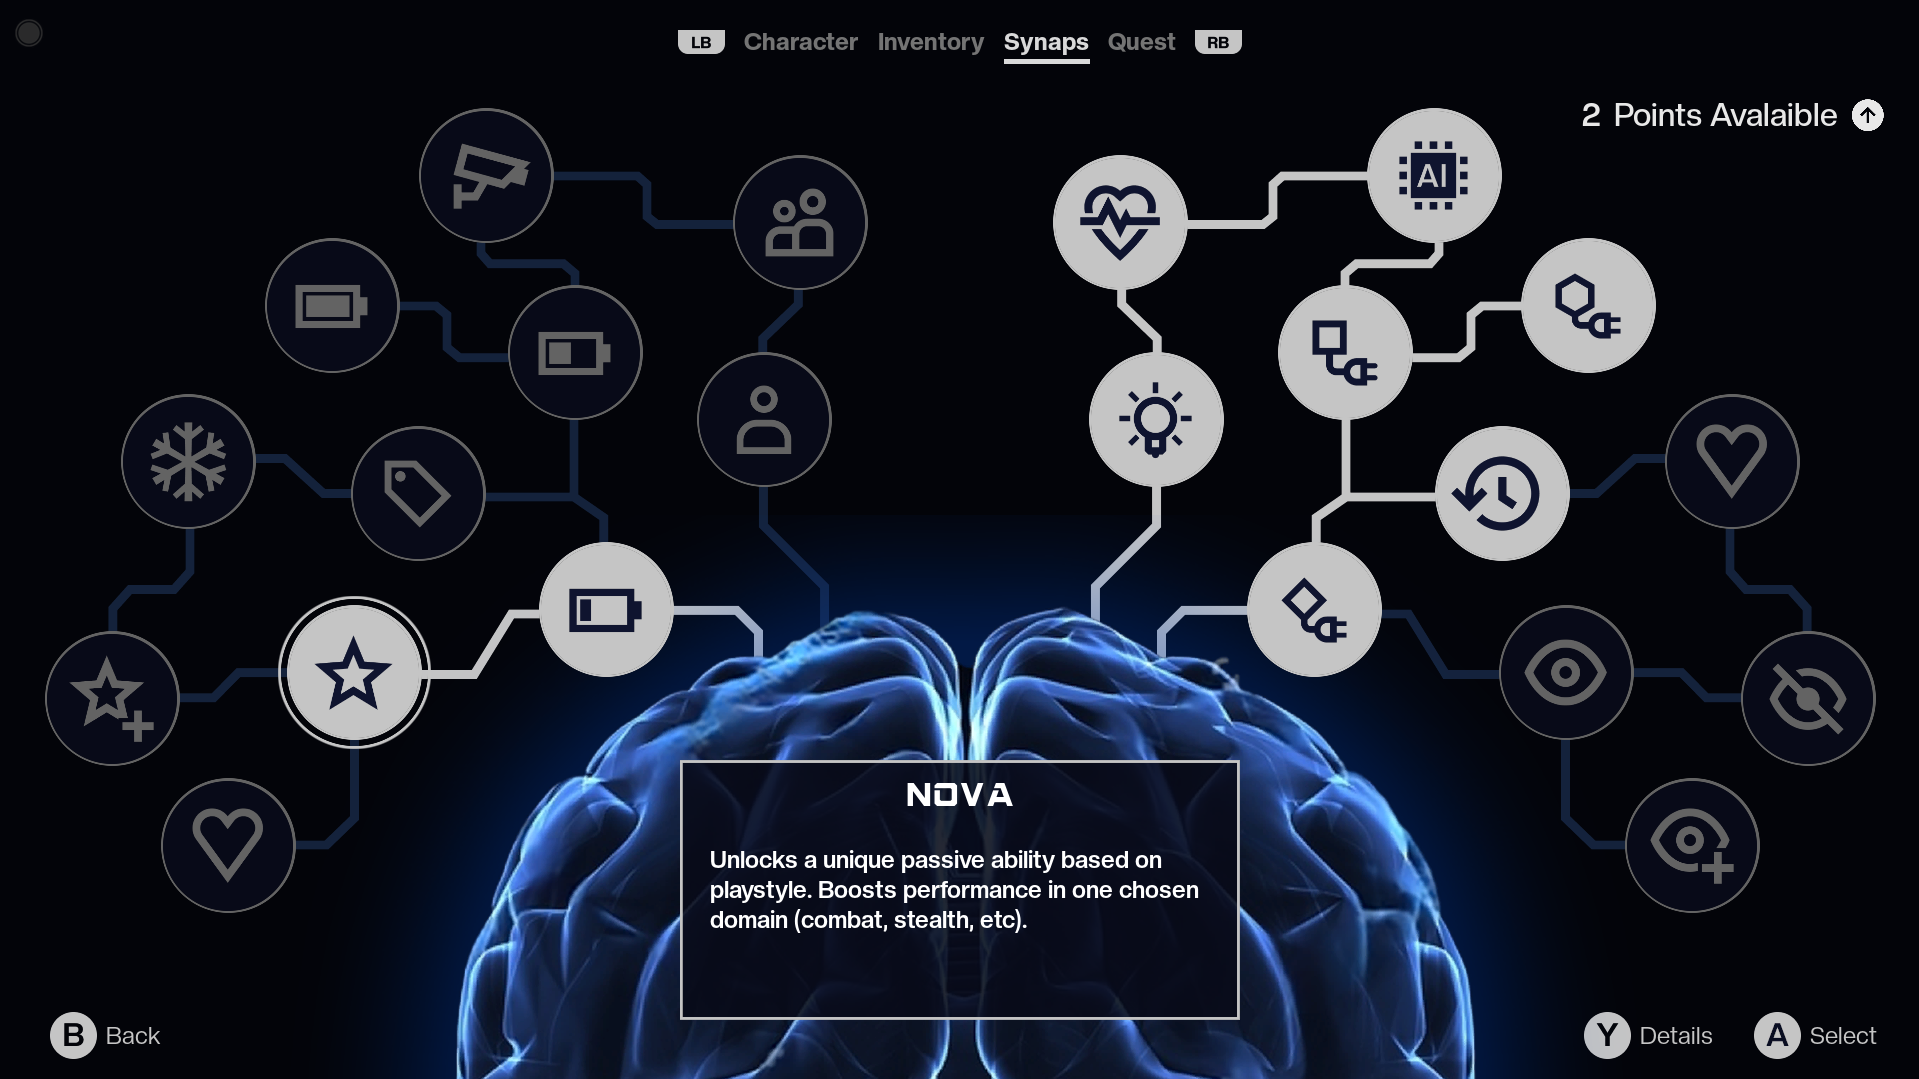 LB Character Inventory Synaps Quest RB
2 Points Avalaible
AI
NOVA
Unlocks a unique passive ability based on
playstyle. Boosts performance in one chosen
domain (combat, stealth, etc).
B Back
Y Details A Select